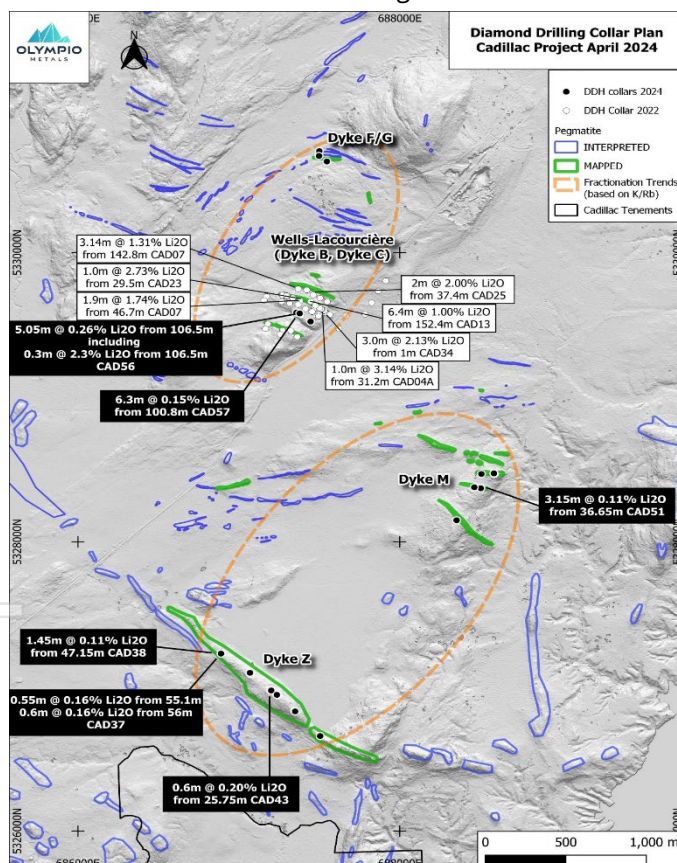 686000E
688000E
OLYMPIO
METALS
N
Diamond Drilling Collar Plan
Cadillac Project April 2024
DDH collars 2024
DDH Collar 2022
Pegmatite
INTERPRETED
MAPPED
Fractionation Trends
(based on K/Rb)
Cadillac Tenements
Dyke F/G
5330000N
5330000N
Wells-Lacourcière
(Dyke B, Dyke C)
3.14m @ 1.31% Li2O
from 142.8m CAD07
1.0m @ 2.73% Li2O
from 29.5m CAD23
1.9m @ 1.74% Li2O
from 46.7m CAD07
5.05m @ 0.26% Li2O from 106.5m
including
0.3m @ 2.3% Li2O from 106.5m
CAD56
6.3m @ 0.15% Li2O
from 100.8m CAD57
2m @ 2.00% Li2O
from 37.4m CAD25
6.4m @ 1.00% Li2O
from 152.4m CAD13
3.0m @ 2.13% Li2O
from 1m CAD34
1.0m @ 3.14% Li2O
from 31.2m CAD04A
Dyke M
3.15m @ 0.11% Li2O
from 36.65m CAD51
5328000N
5328000N
1.45m @ 0.11% Li2O
from 47.15m CAD38
Dyke Z
0.55m @ 0.16% Li2O from 55.1m
0.6m @ 0.16% Li2O from 56m
CAD37
0.6m @ 0.20% Li2O
from 25.75m CAD43
5326000N
686000E
688000E
0 500 1,000 m